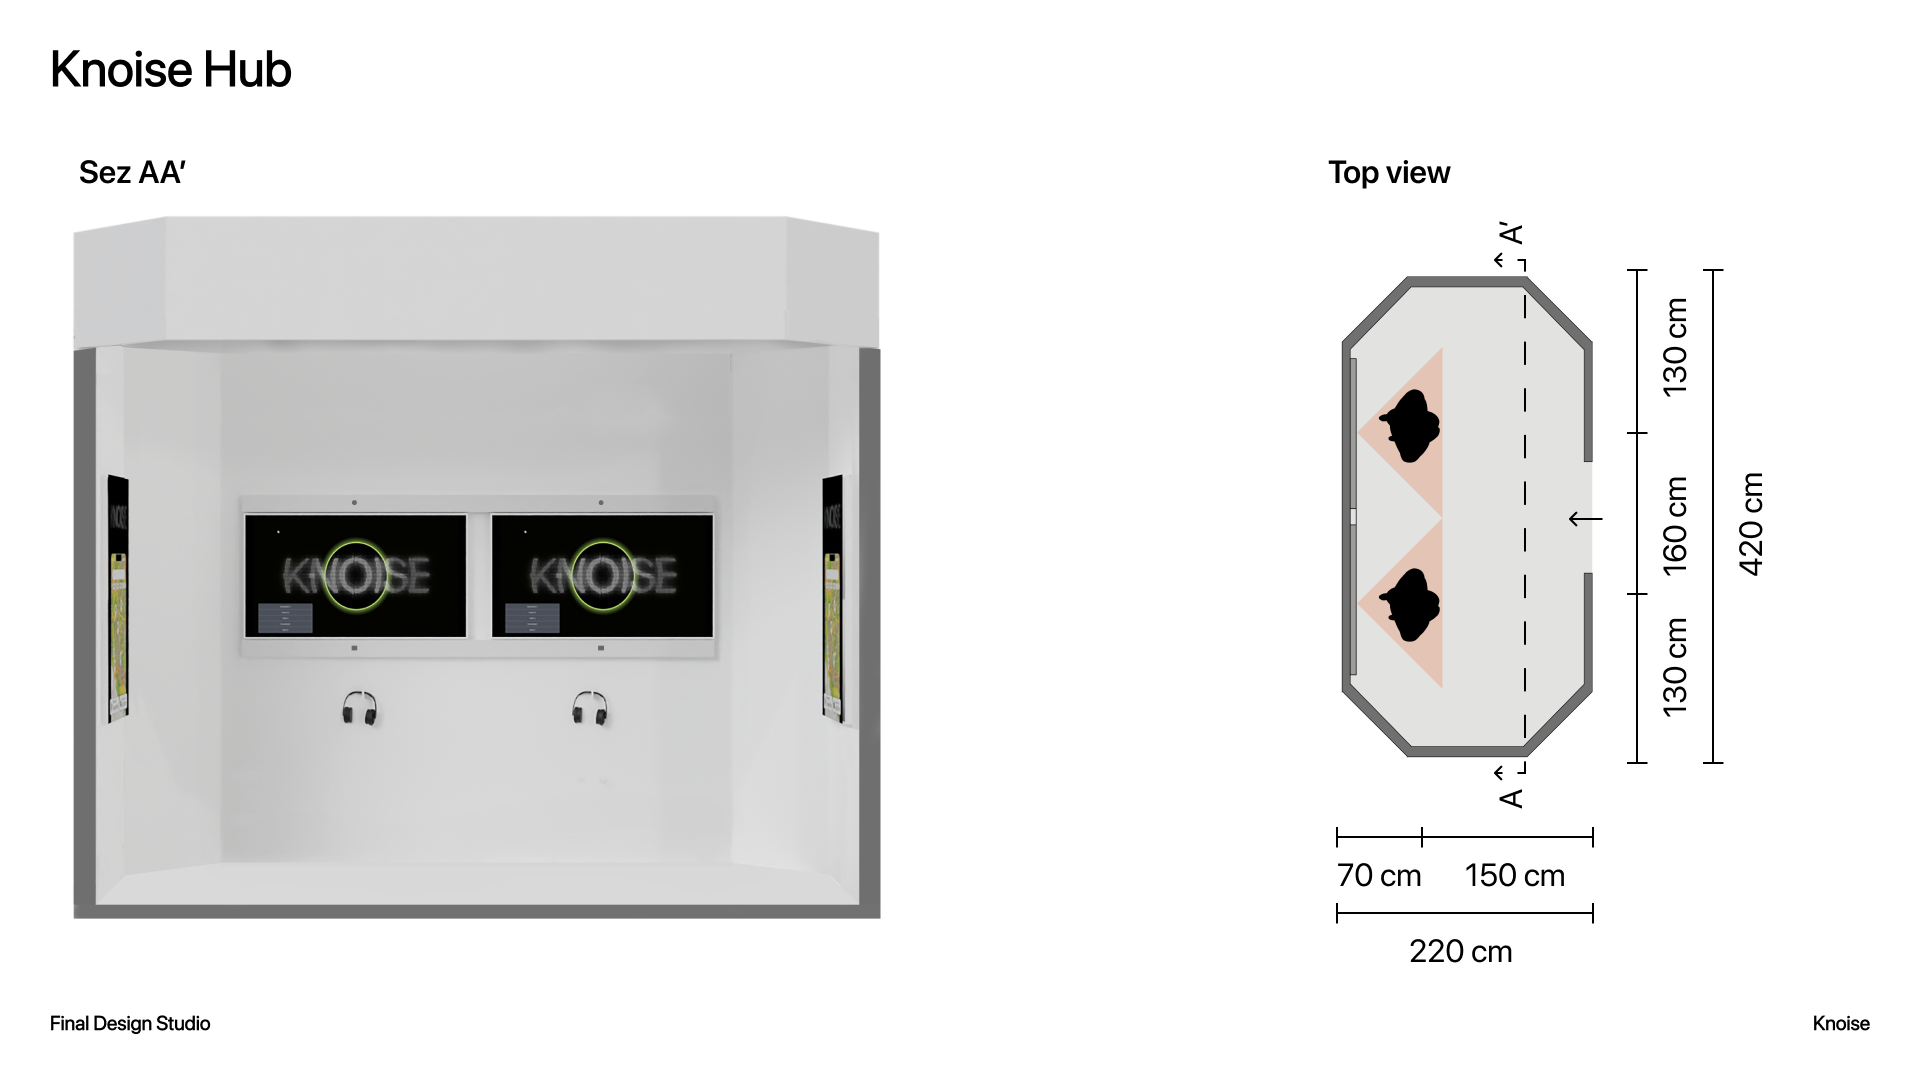 Knoise Hub
Sez AA’
KNOISE
KNOISE
Top view
A’
130 cm
160 cm
130 cm
420 cm
A
70 cm
150 cm
220 cm
Final Design Studio
Knoise